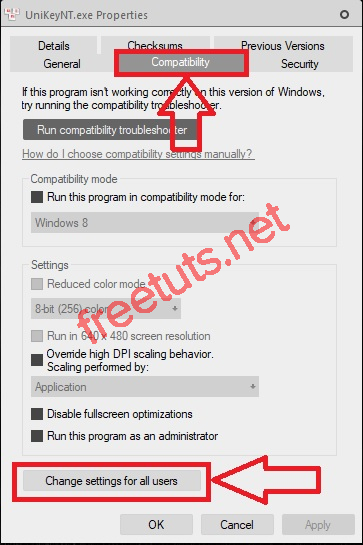 UniKeyNT.exe Properties
Details Checksums Previous Versions
General Compatibility Security
If this program isn't working correctly on this version of Windows,
try running the compatibility troubleshooter.
Run compatibility troubleshooter
How do I choose compatibility settings manually?
Compatibility mode
Run this program in compatibility mode for:
Windows 8
Settings
Reduced color mode
8-bit (256) color
Run in 640 x 480 screen resolution
Override high DPI scaling behavior.
Scaling performed by:
Application
Disable fullscreen optimizations
Run this program as an administrator
Change settings for all users
OK Cancel Apply
freetuts.net